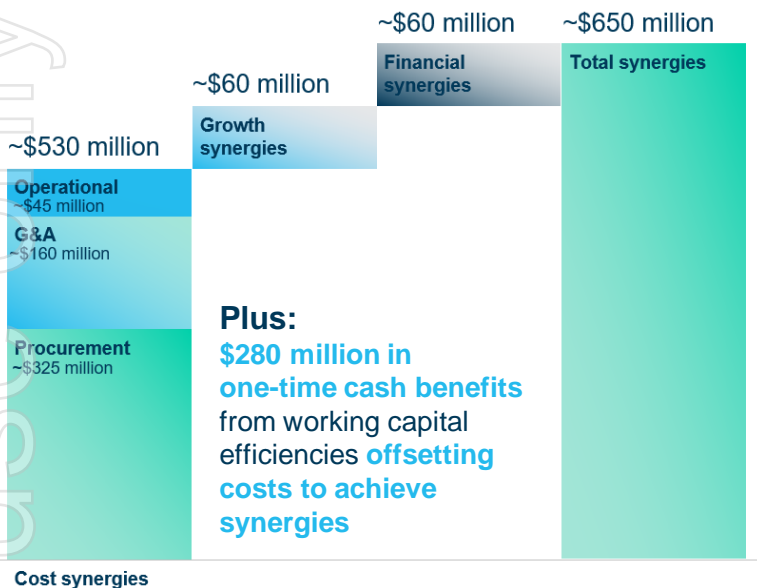 ~$60 million
~$650 million
Financial
synergies
Total synergies
~$60 million
Growth
synergies
~$530 million
Operational
~$45 million
G&A
~$160 million
Procurement
~$325 million
Plus:
$280 million in
one-time cash benefits
from working capital
efficiencies offsetting
costs to achieve
synergies
Cost synergies